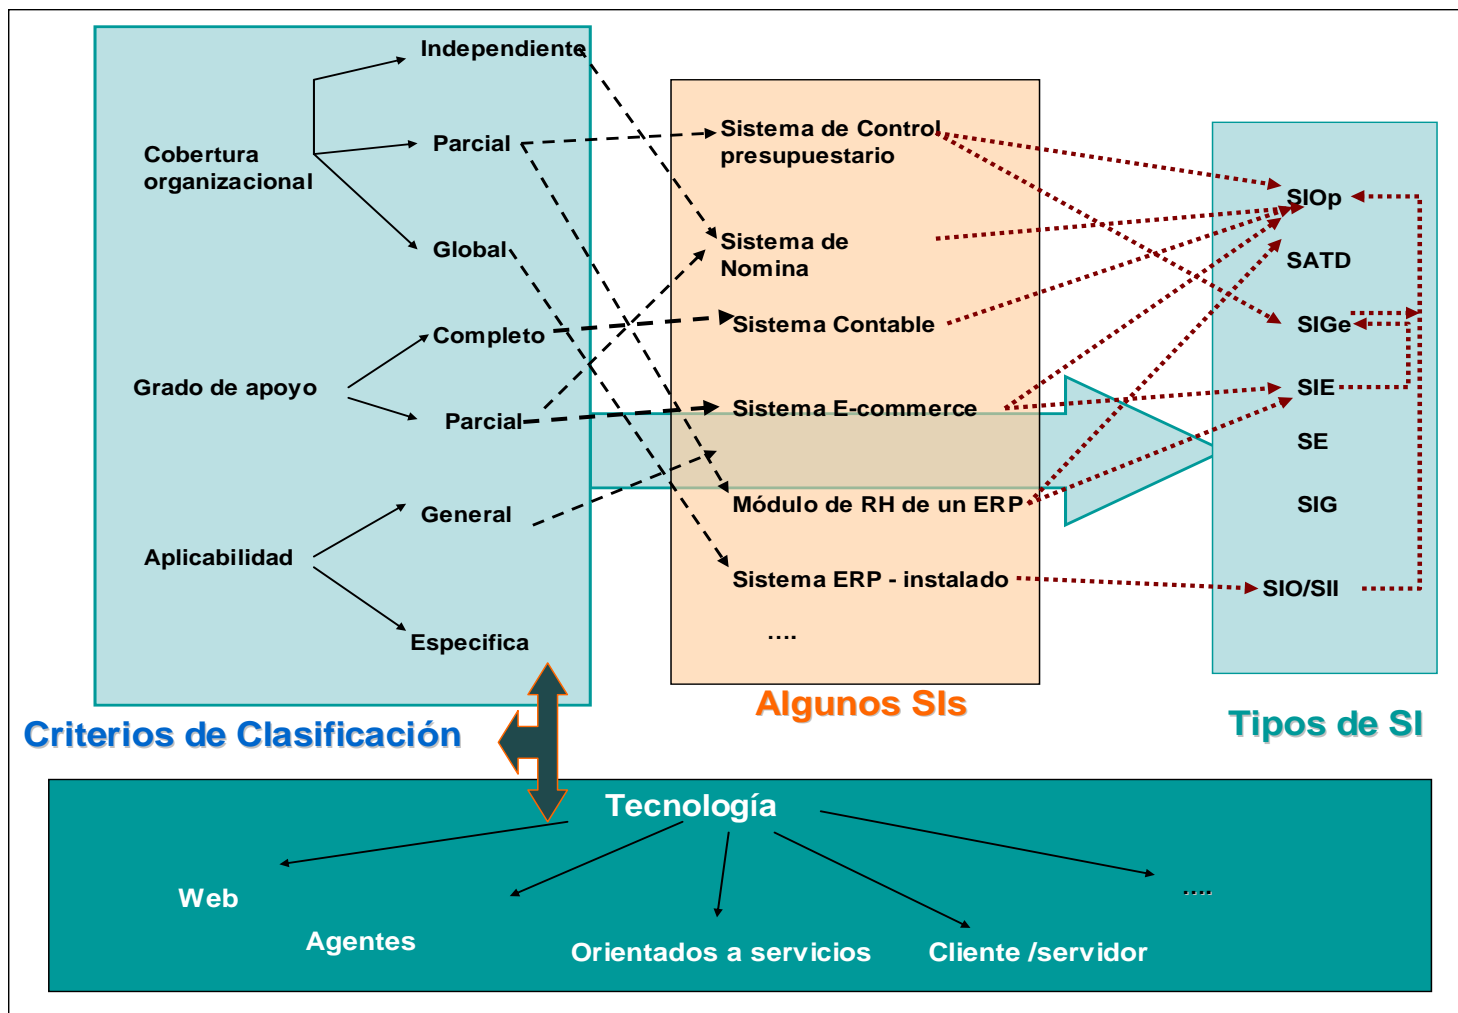 Independiente
Parcial
Cobertura
organizacional
Global
Completo
Grado de apoyo
Parcial
General
Aplicabilidad
Especifica
Criterios de Clasificación
Sistema de Control
presupuestario
Sistema de
Nomina
Sistema Contable
Sistema E-commerce
Módulo de RH de un ERP
Sistema ERP - instalado
....
Algunos SIs
SIOp
SATD
SIGe
SIE
SE
SIG
SIO/SII
Tipos de SI
Tecnología
Web
Agentes
Orientados a servicios
Cliente /servidor
....